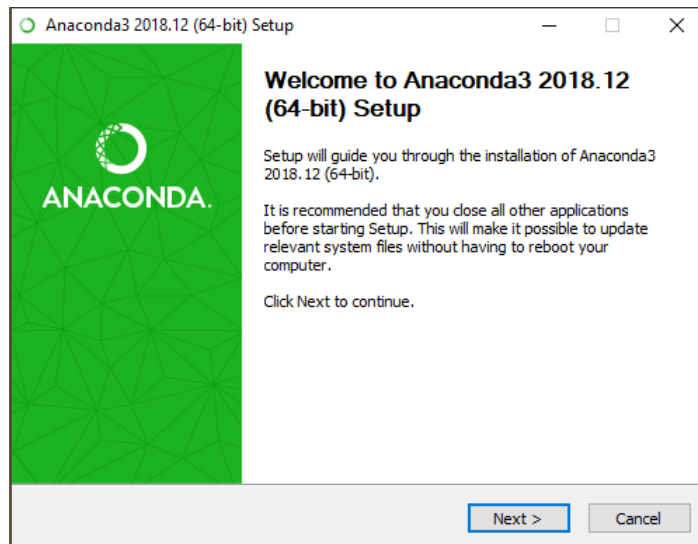 Anaconda3 2018.12 (64-bit) Setup
Welcome to Anaconda3 2018.12
(64-bit) Setup
ANACONDA.
Setup will guide you through the installation of Anaconda3
2018.12 (64-bit).
It is recommended that you close all other applications
before starting Setup. This will make it possible to update
relevant system files without having to reboot your
computer.
Click Next to continue.
Next >
Cancel